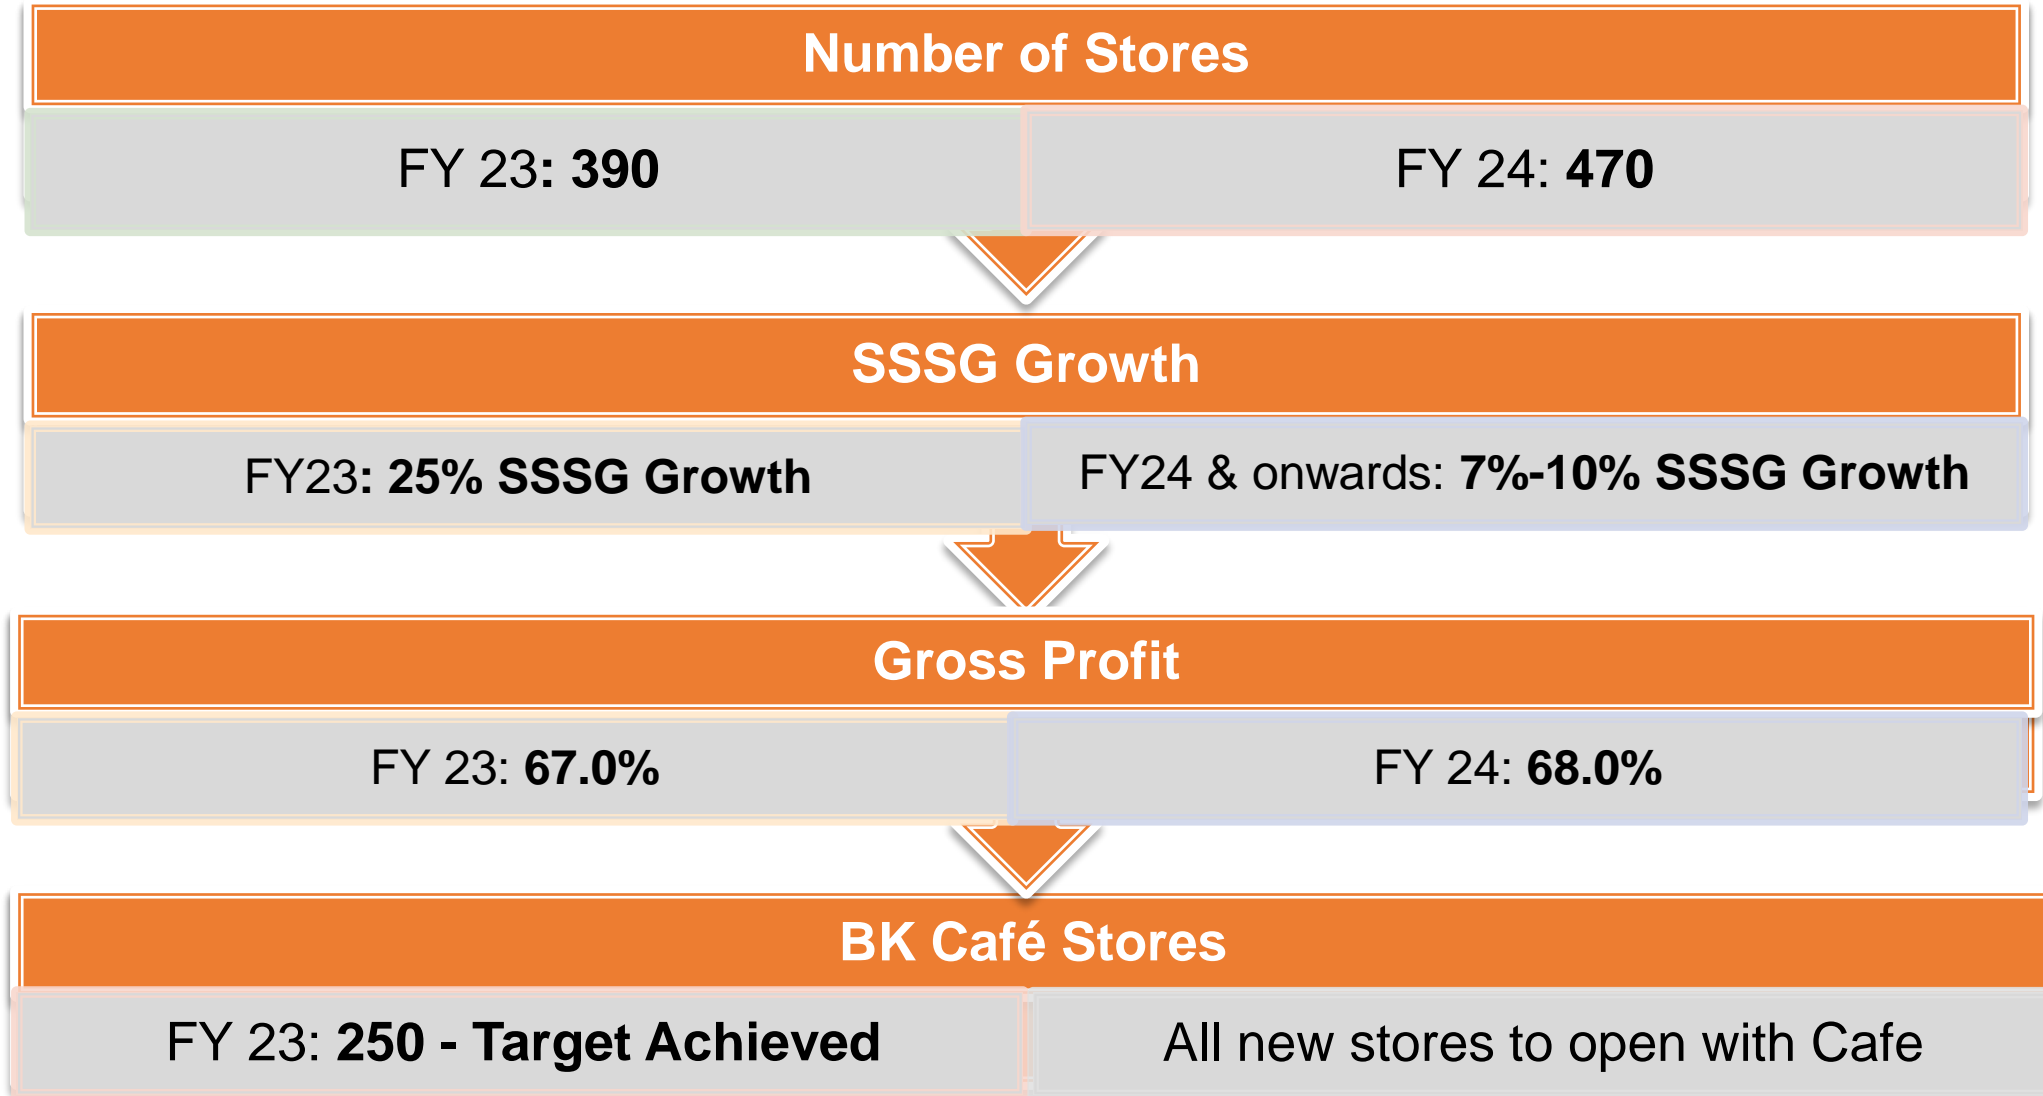 Number of Stores
FY 23: 390
FY 24: 470
SSSG Growth
FY23: 25% SSSG Growth
FY24 & onwards: 7%-10% SSSG Growth
Gross Profit
FY 23: 67.0%
FY 24: 68.0%
BK Café Stores
FY 23: 250 - Target Achieved
All new stores to open with Cafe